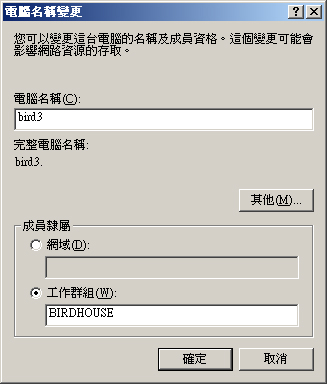 電腦名稱變更
您可以變更這台電腦的名稱及成員資格。這個變更可能會
影響網路資源的存取。
電腦名稱(C):
bird3
完整電腦名稱:
bird3.
其他(M)...
成員隸屬
網域(D):
工作群組(W):
BIRDHOUSE
確定
取消